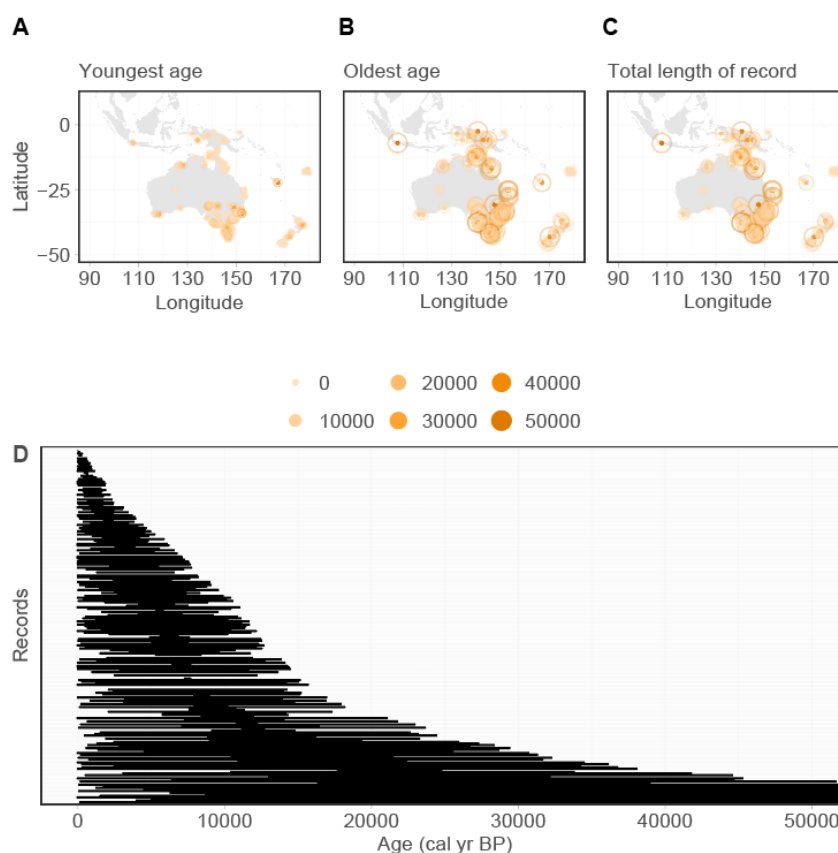 A B C
Youngest age Oldest age Total length of record
Latitude
0
−25
−50
90 110 130 150 170 90 110 130 150 170 90 110 130 150 170
Longitude Longitude Longitude
0 20000 40000
10000 30000 50000
D
Records
0 10000 20000 30000 40000 50000
Age (cal yr BP)